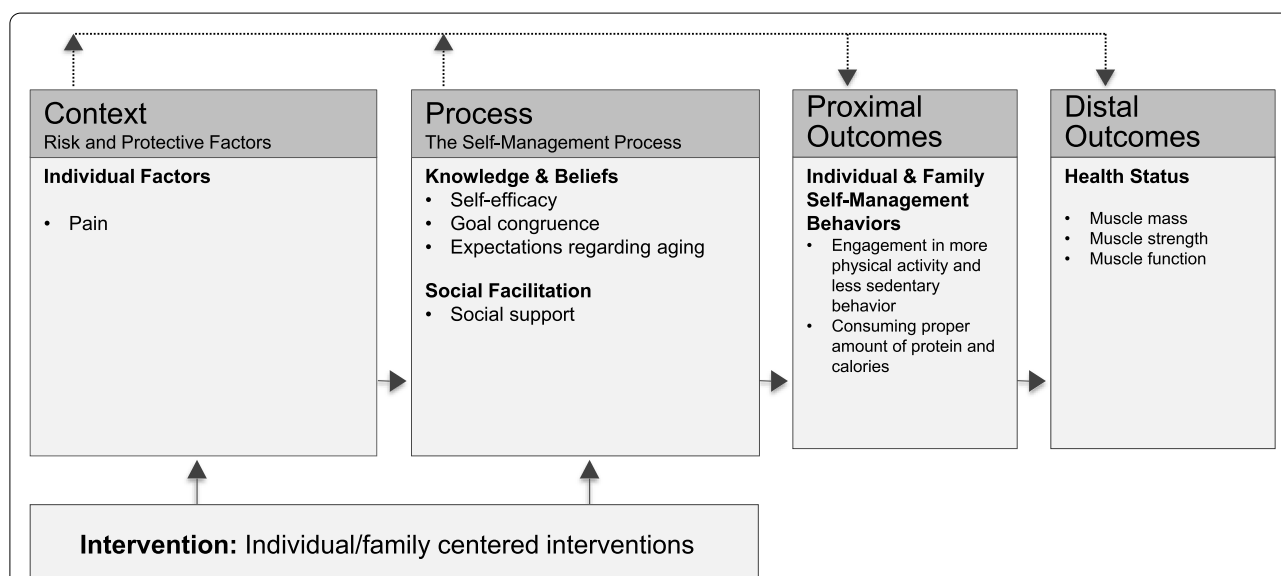 Context
Risk and Protective Factors
Individual Factors
• Pain
Process
The Self-Management Process
Knowledge & Beliefs
• Self-efficacy
• Goal congruence
• Expectations regarding aging
Social Facilitation
• Social support
Proximal
Outcomes
Individual & Family
Self-Management
Behaviors
• Engagement in more
physical activity and
less sedentary
behavior
• Consuming proper
amount of protein and
calories
Distal
Outcomes
Health Status
• Muscle mass
• Muscle strength
• Muscle function
Intervention: Individual/family centered interventions